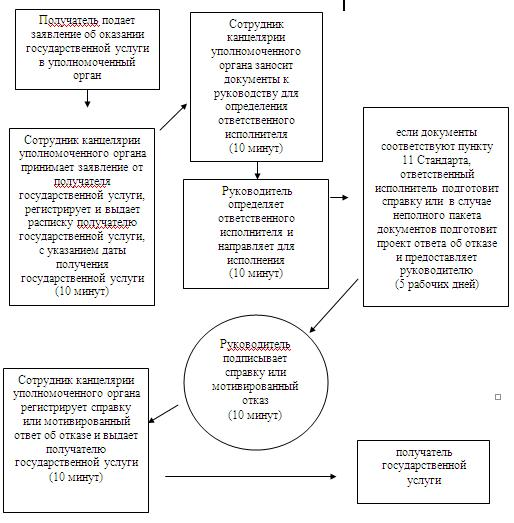 Получатель подает
заявление об оказании
государственной услуги
в уполномоченный
орган
Сотрудник канцелярии
уполномоченного органа
принимает заявление от
получателя
государственной услуги,
регистрирует и выдает
расписку получателю
государственной услуги,
с указанием даты
получения
государственной услуги
(10 минут)
Сотрудник
канцелярии
уполномоченного
органа заносит
документы к
руководству для
определения
ответственного
исполнителя
(10 минут)
Руководитель
определяет
ответственного
исполнителя и
направляет для
исполнения
(10 минут)
если документы
соответствуют пункту
11 Стандарта,
ответственный
исполнитель подготовит
справку или  в случае
неполного пакета
документов подготовит
проект ответа об отказе
и предоставляет
руководителю
(5 рабочих дней)
Руководитель
подписывает
справку или
мотивированный
отказ
(10 минут)
Сотрудник канцелярии
уполномоченного органа
регистрирует справку
или мотивированный
ответ об отказе и выдает
получателю
государственной услуги
(10 минут)
получатель
государственной
услуги